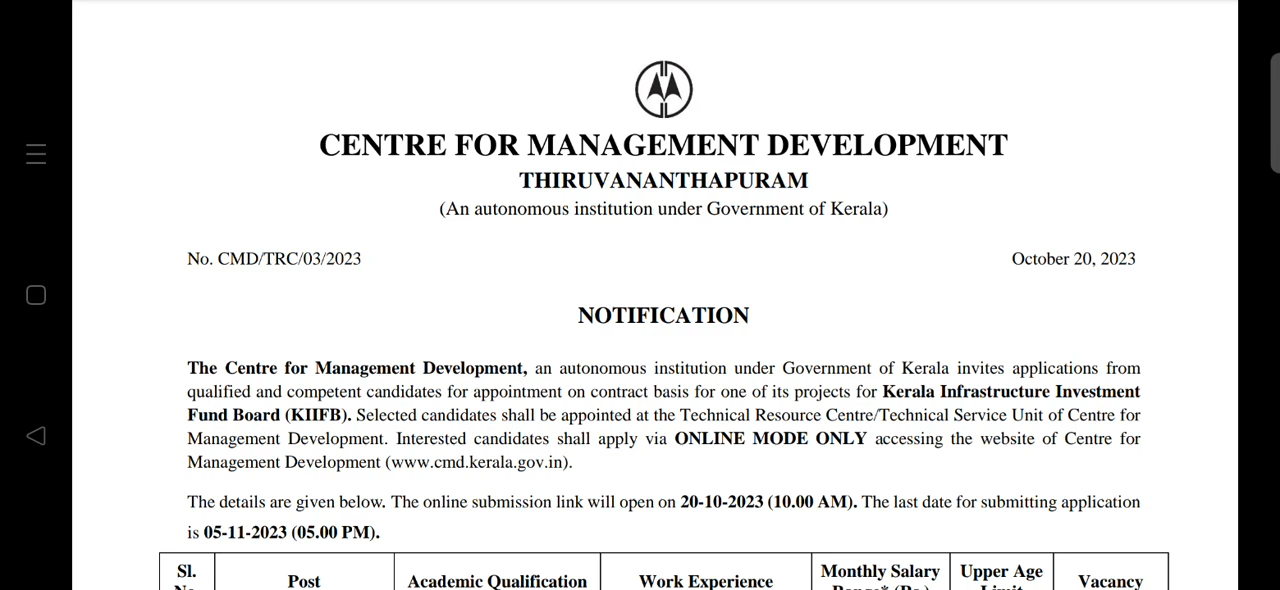 CENTRE FOR MANAGEMENT DEVELOPMENT
THIRUVANANTHAPURAM
(An autonomous institution under Government of Kerala)
No. CMD/TRC/03/2023 October 20, 2023
NOTIFICATION
The Centre for Management Development, an autonomous institution under Government of Kerala invites applications from
qualified and competent candidates for appointment on contract basis for one of its projects for Kerala Infrastructure Investment
Fund Board (KIIFB). Selected candidates shall be appointed at the Technical Resource Centre/Technical Service Unit of Centre for
Management Development. Interested candidates shall apply via ONLINE MODE ONLY accessing the website of Centre for
Management Development (www.cmd.kerala.gov.in).
The details are given below. The online submission link will open on 20-10-2023 (10.00 AM). The last date for submitting application
is 05-11-2023 (05.00 PM).
Sl. Monthly Salary Upper Age
Post Academic Qualification Work Experience Vacancy